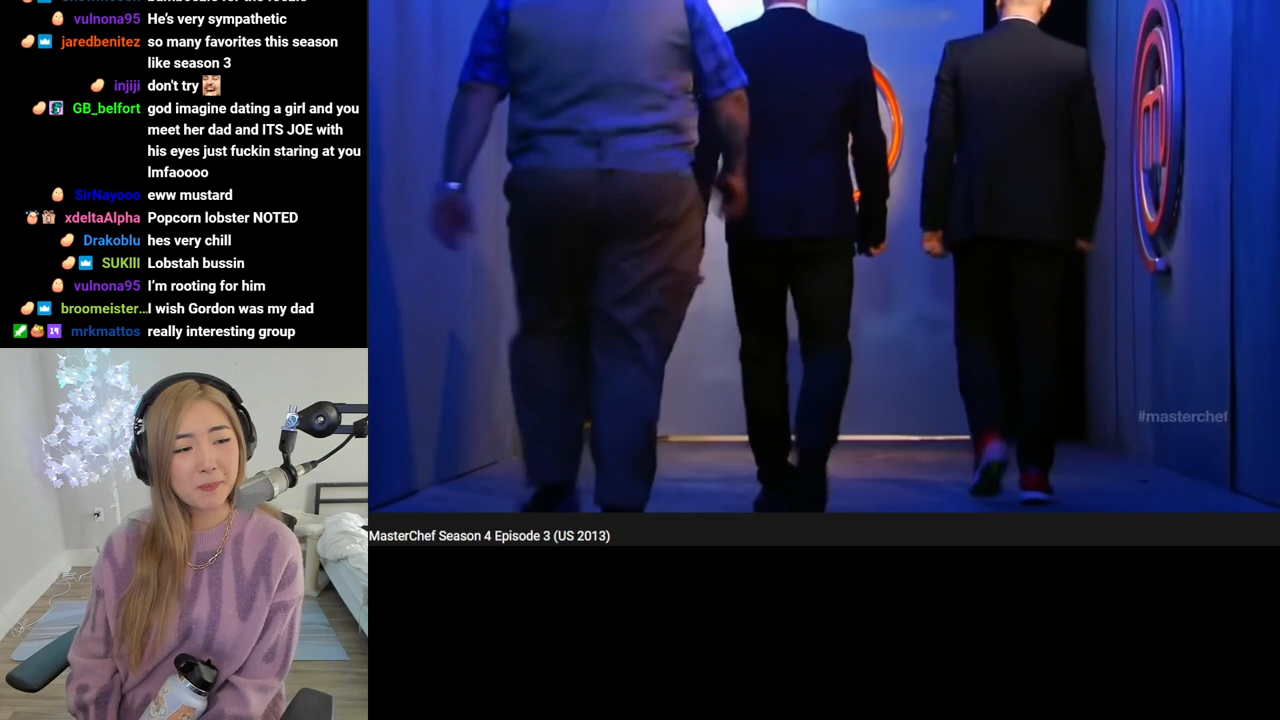 vulnona95 He's very sympathetic
jaredbenitez so many favorites this season
like season 3
injiji don't try
GB_belfort god imagine dating a girl and you
meet her dad and ITS JOE with
his eyes just fuckin staring at you
lmfaoooo
SirNayooo eww mustard
xdeltaAlpha Popcorn lobster NOTED
Drakoblu hes very chill
SUKlll Lobstah bussin
vulnona95 I'm rooting for him
broomeister… I wish Gordon was my dad
19 mrkmattos really interesting group
#masterchef
MasterChef Season 4 Episode 3 (US 2013)